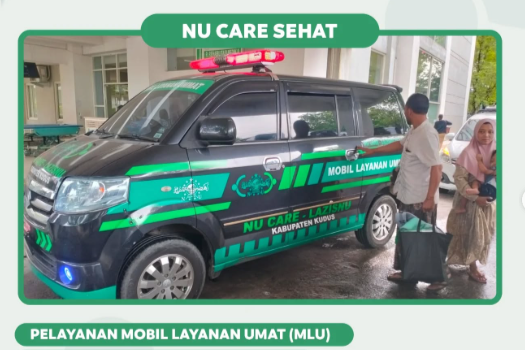 NU CARE SEHAT
MOBIL LAYANAN UMAT
NU CARE - LAZISNU
KABUPATEN KUDUS
PELAYANAN MOBIL LAYANAN UMAT (MLU)